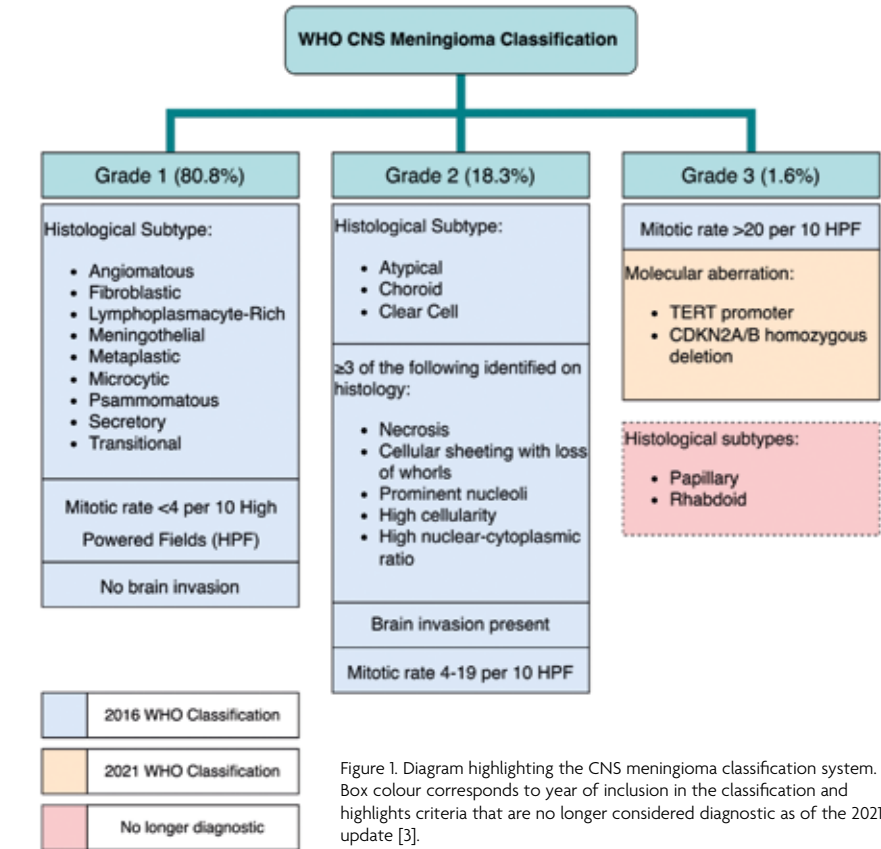 WHO CNS Meningioma Classification
Grade 1 (80.8%)
Histological Subtype:
• Angiomatous
• Fibroblastic
• Lymphoplasmacyte-Rich
• Meningothelial
• Metaplastic
• Microcytic
• Psammomatous
• Secretory
• Transitional
Mitotic rate <4 per 10 High
Powered Fields (HPF)
No brain invasion
Grade 2 (18.3%)
Histological Subtype:
• Atypical
• Choroid
• Clear Cell
≥3 of the following identified on
histology:
• Necrosis
• Cellular sheeting with loss
of whorls
• Prominent nucleoli
• High cellularity
• High nuclear-cytoplasmic
ratio
Brain invasion present
Mitotic rate 4-19 per 10 HPF
Grade 3 (1.6%)
Mitotic rate >20 per 10 HPF
Molecular aberration:
• TERT promoter
• CDKN2A/B homozygous
deletion
Histological subtypes:
• Papillary
• Rhabdoid
2016 WHO Classification
2021 WHO Classification
No longer diagnostic
Figure 1. Diagram highlighting the CNS meningioma classification system.
Box colour corresponds to year of inclusion in the classification and
highlights criteria that are no longer considered diagnostic as of the 2021
update [3].